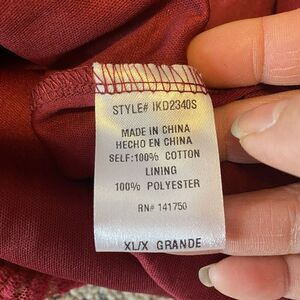 STYLE# IKD2340S
MADE IN CHINA
HECHO EN CHINA
SELF:100% COTTON
LINING
100% POLYESTER
RN# 141750
XL/X GRANDE